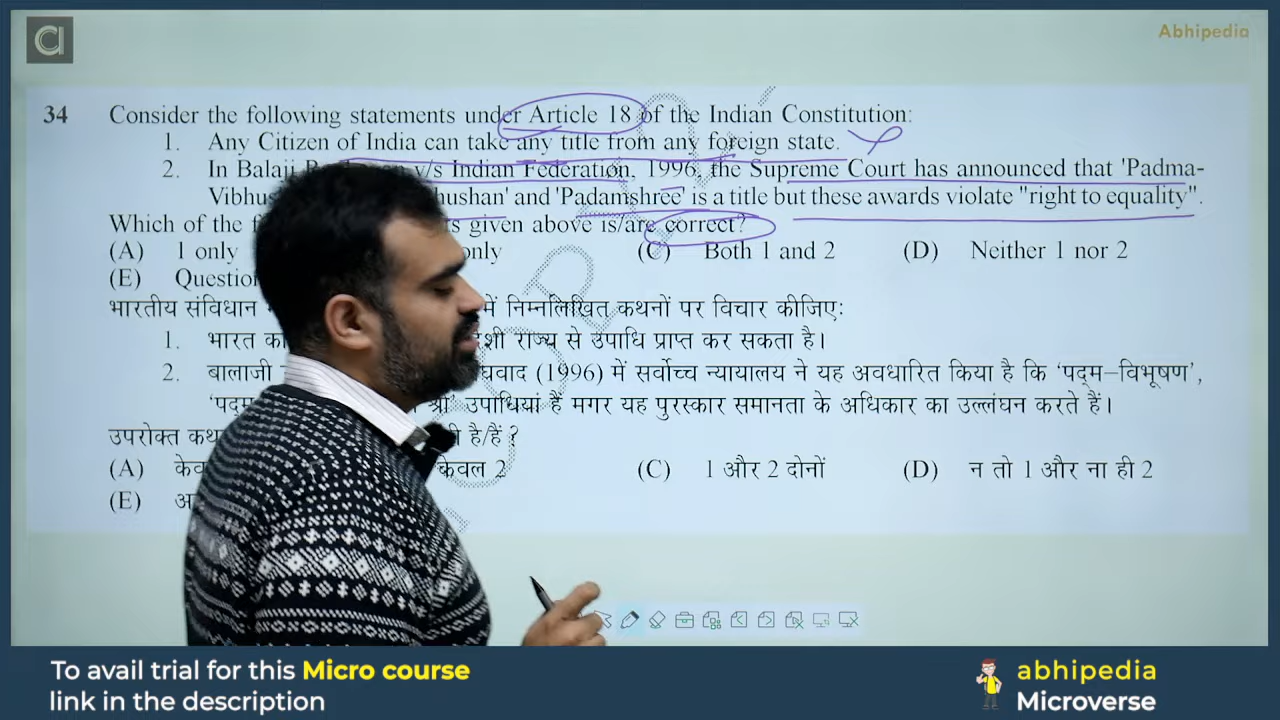 Abhipedia
34 Consider the following statements under Article 18 of the Indian Constitution:
1. Any Citizen of India can take any title from any foreign state.
2. In Balaji v/s Indian Federation, 1996, the Supreme Court has announced that 'Padma-
Vibhus hushan' and 'Padamshree' is a title but these awards violate "right to equality".
Which of the ts given above is/are correct?
(A) 1 only only (C) Both 1 and 2 (D) Neither 1 nor 2
(E) Questio
भारतीय संविधान में निम्नलिखित कथनों पर विचार कीजिए:
1. भारत का देशी राज्य से उपाधि प्राप्त कर सकता है।
2. बालाजी घवाद (1996) में सर्वोच्च न्यायालय ने यह अवधारित किया है कि 'पद्म-विभूषण',
'पद्म श्री' उपाधियां हैं मगर यह पुरस्कार समानता के अधिकार का उल्लंघन करते हैं।
उपरोक्त कथ ही है/हैं ?
(A) केव केवल 2 (C) 1 और 2 दोनों (D) न तो 1 और ना ही 2
(E) अ
To avail trial for this Micro course
link in the description
abhipedia
Microverse